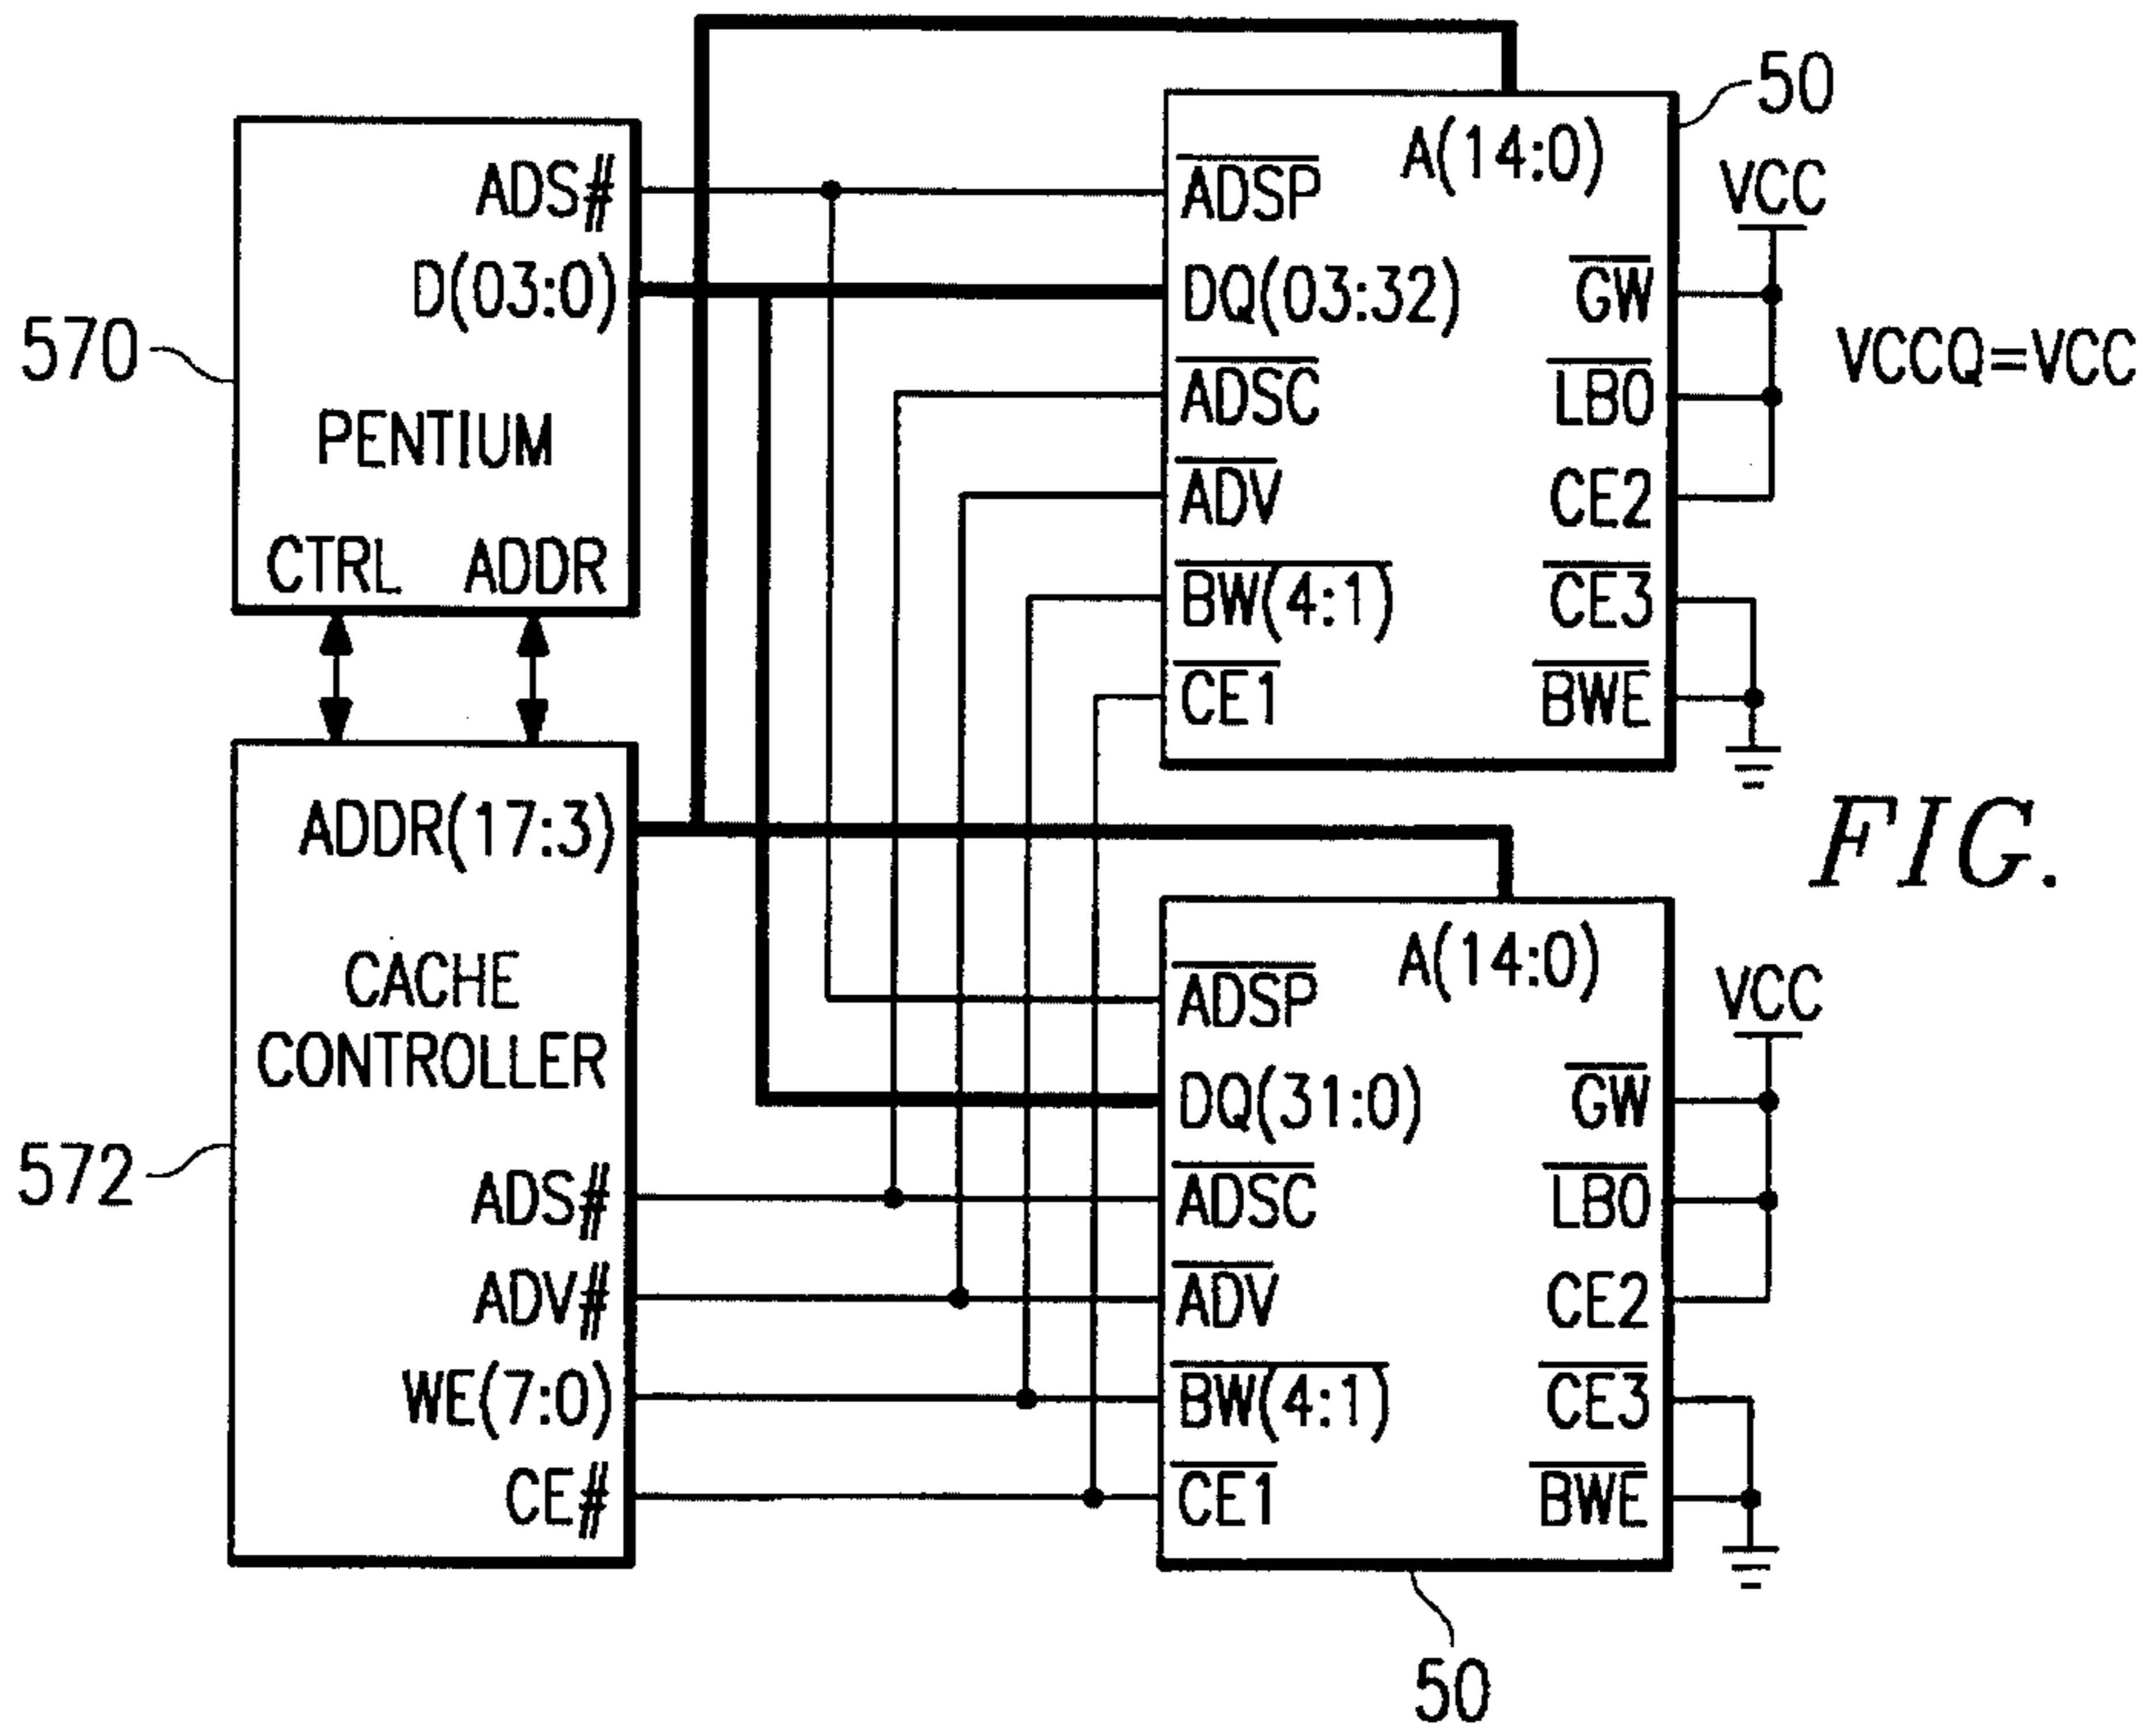 50
570
ADS#
D(03:0)
PENTIUM
CTRL ADDR
A(14:0)
ADSP
DQ(03:32)
ADSC
ADV
BW(4:1)
CE1
VCC
GW
LBO
CE2
CE3
BWE
VCCQ=VCC
FIG.
572
ADDR(17:3)
CACHE
CONTROLLER
ADS#
ADV#
WE(7:0)
CE#
A(14:0)
ADSP
DQ(31:0)
ADSC
ADV
BW(4:1)
CE1
VCC
GW
LBO
CE2
CE3
BWE
50